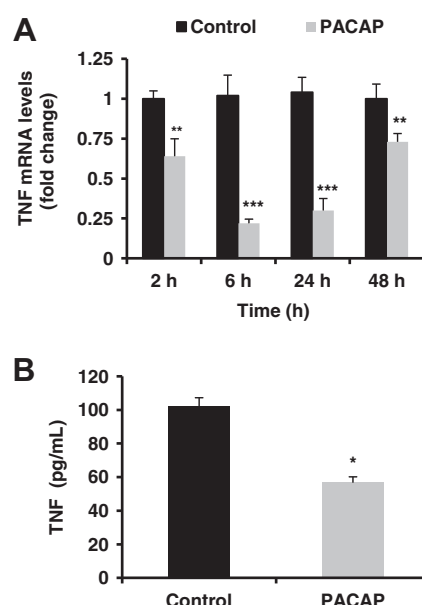 A
Control PACAP
TNF mRNA levels
(fold change)
1.25
1
0.75
0.5
0.25
0
**
***
***
**
2 h 6 h 24 h 48 h
Time (h)
B
TNF (pg/mL)
120
100
80
60
40
20
0
*
Control PACAP